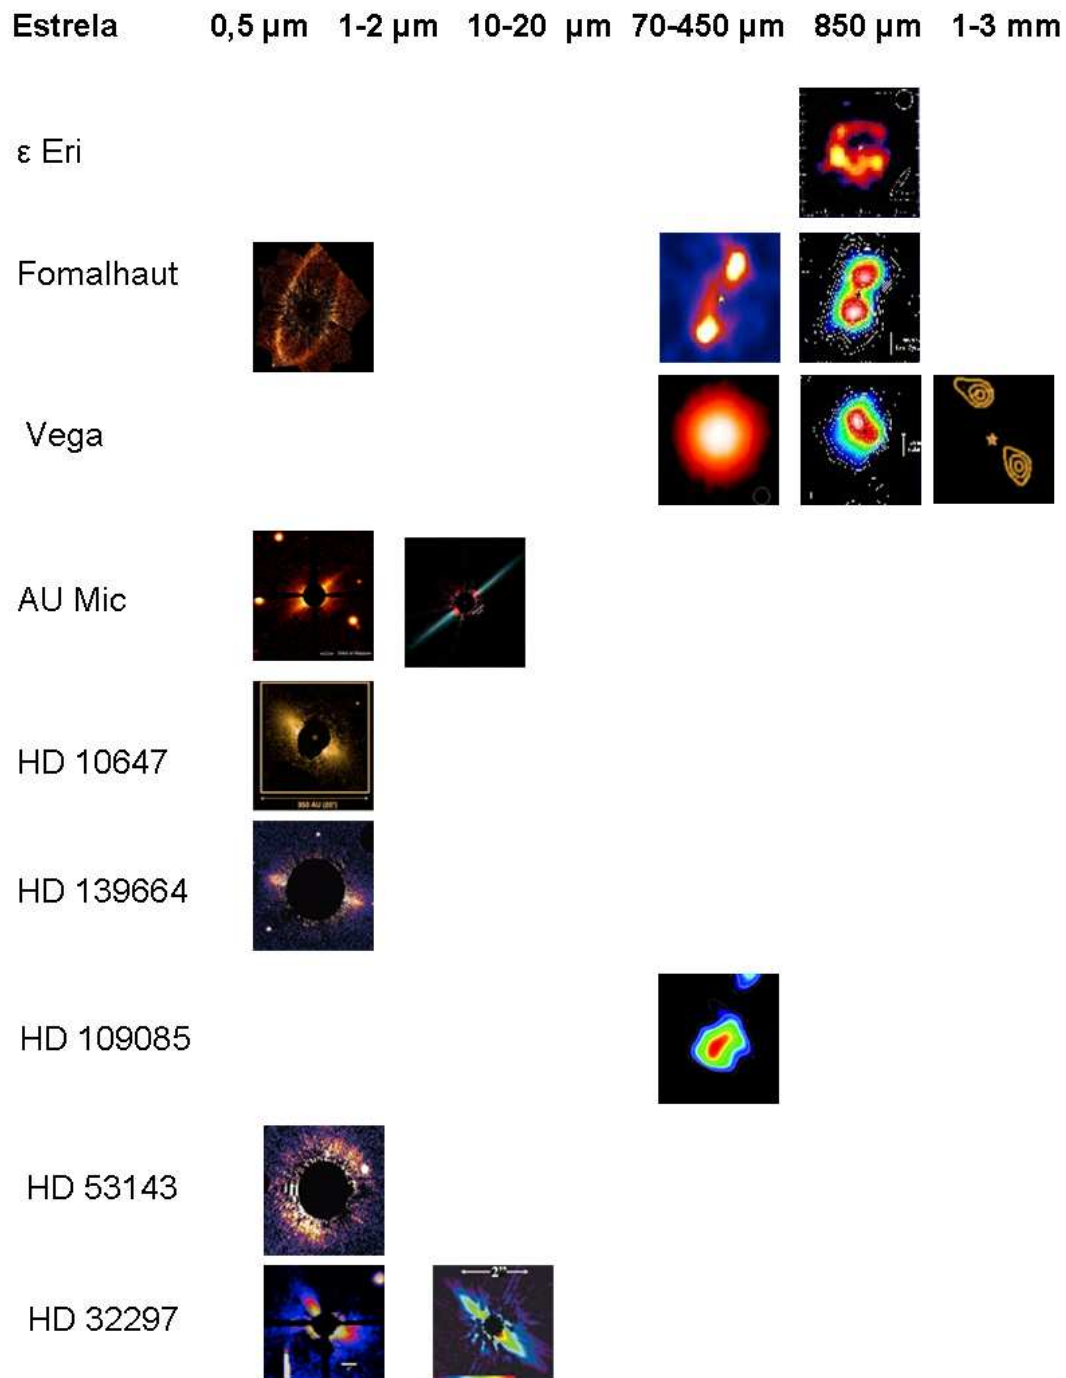 Estrela 0,5 µm 1-2 µm 10-20 µm 70-450 µm 850 µm 1-3 mm
ε Eri
Fomalhaut
Vega
AU Mic
HD 10647
HD 139664
HD 109085
HD 53143
HD 32297
2"